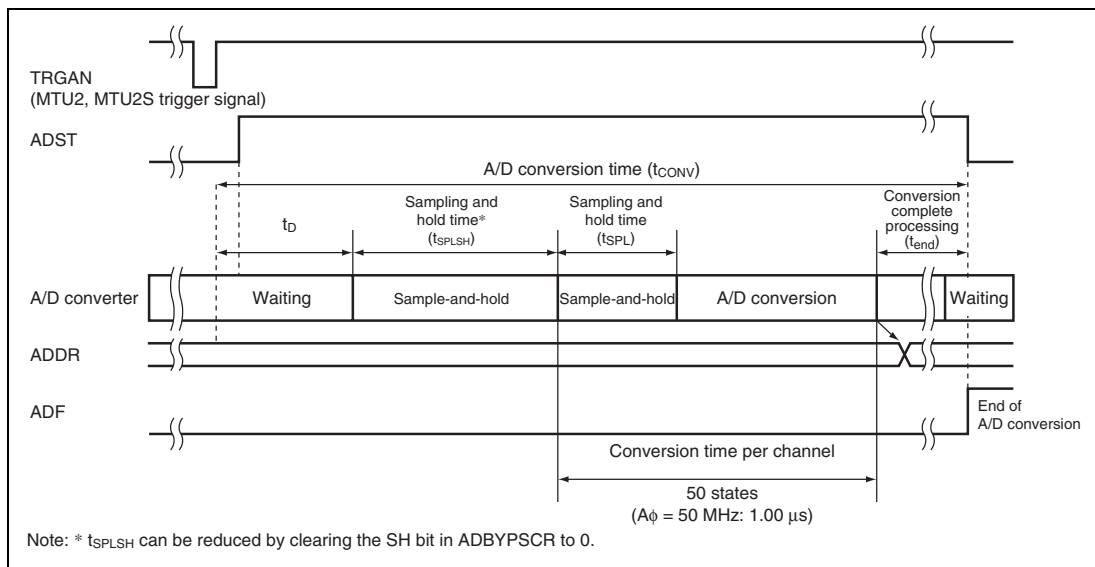 TRGAN
(MTU2, MTU2S trigger signal)
ADST
A/D conversion time (tCONV)
tD
Sampling and
hold time*
(tSPLSH)
Sampling and
hold time
(tSPL)
Conversion
complete
processing
(tend)
A/D converter
Waiting
Sample-and-hold
Sample-and-hold
A/D conversion
Waiting
ADDR
ADF
End of
A/D conversion
Conversion time per channel
50 states
(Aϕ = 50 MHz: 1.00 μs)
Note: * tSPLSH can be reduced by clearing the SH bit in ADBYPSCR to 0.